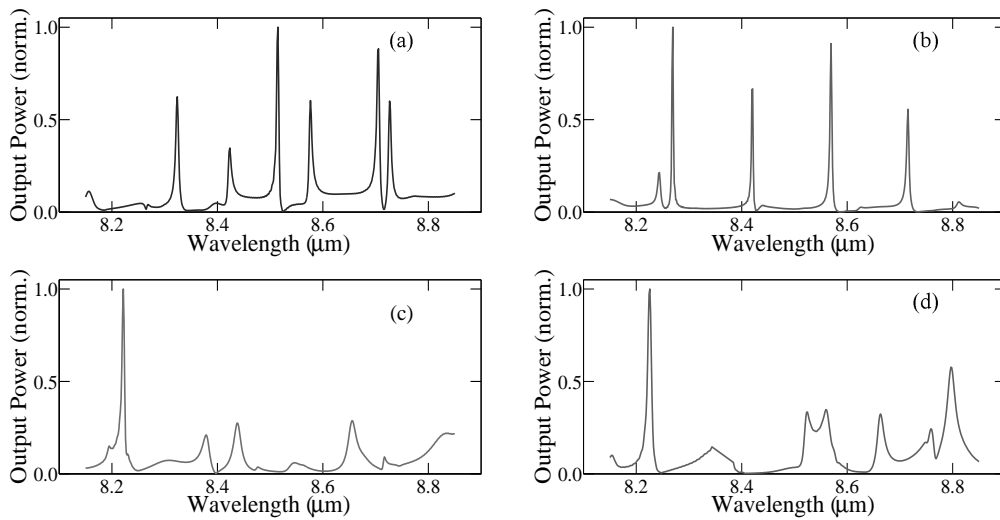 Output Power (norm.)
1.0
0.5
0.0
(a)
8.2 8.4 8.6 8.8
Wavelength (μm)
Output Power (norm.)
1.0
0.5
0.0
(b)
8.2 8.4 8.6 8.8
Wavelength (μm)
Output Power (norm.)
1.0
0.5
0.0
(c)
8.2 8.4 8.6 8.8
Wavelength (μm)
Output Power (norm.)
1.0
0.5
0.0
(d)
8.2 8.4 8.6 8.8
Wavelength (μm)